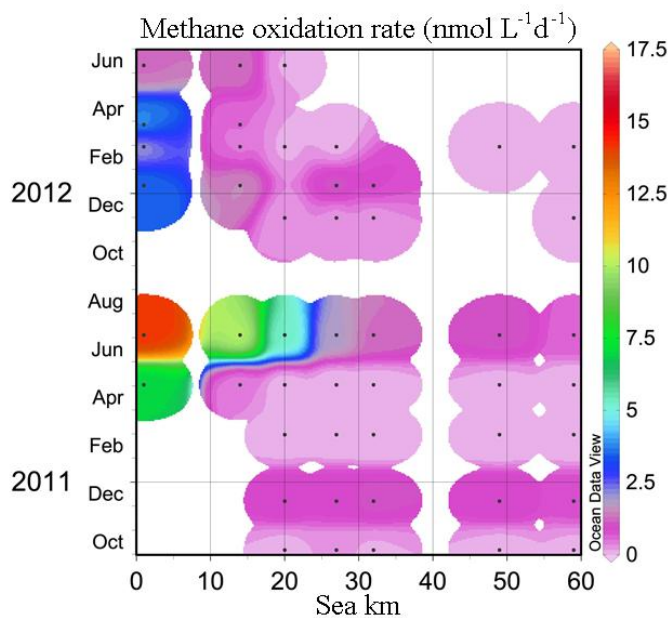 Methane oxidation rate (nmol L⁻¹d⁻¹)
Jun
Apr
Feb
2012
Dec
Oct
Aug
Jun
Apr
Feb
2011
Dec
Oct
0 10 20 30 40 50 60
Sea km
17.5
15
12.5
10
7.5
5
2.5
0
Ocean Data View